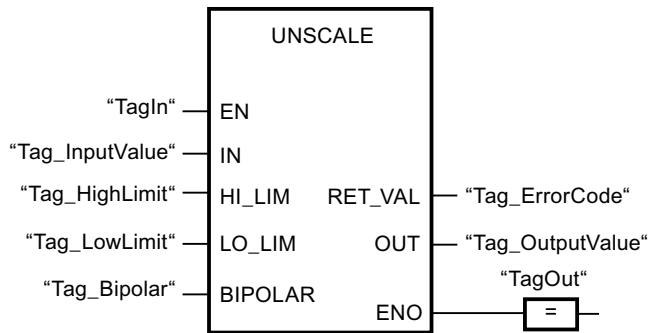 UNSCALE
“TagIn“ EN
“Tag_InputValue“ IN
“Tag_HighLimit“ HI_LIM RET_VAL “Tag_ErrorCode“
“Tag_LowLimit“ LO_LIM OUT “Tag_OutputValue“
“Tag_Bipolar“ BIPOLAR “TagOut“
ENO =